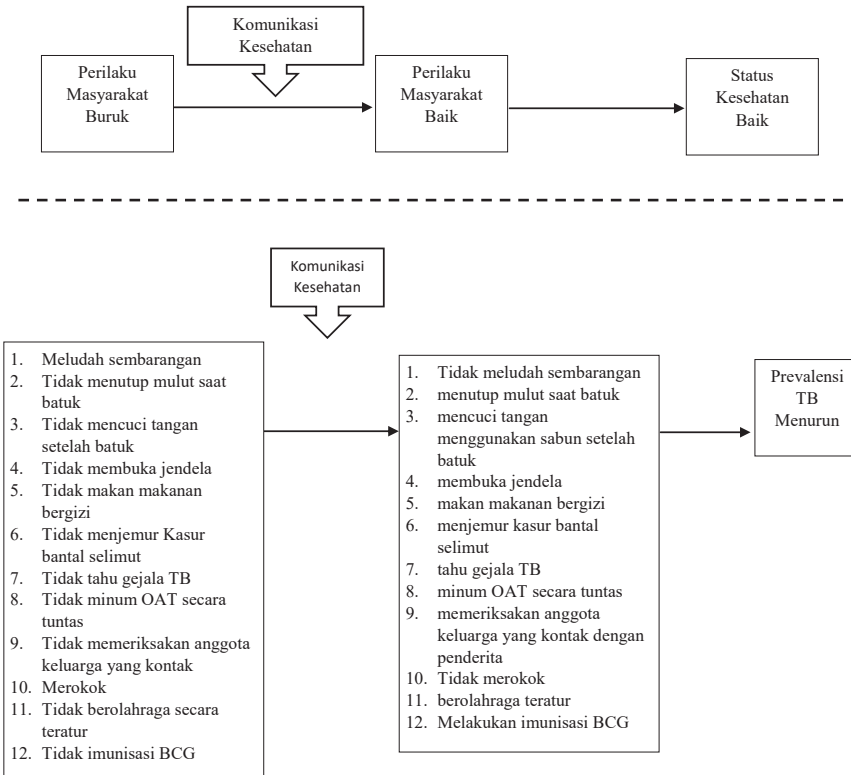 Komunikasi
Kesehatan
Perilaku
Masyarakat
Buruk
Perilaku
Masyarakat
Baik
Status
Kesehatan
Baik
Komunikasi
Kesehatan
1. Meludah sembarangan
2. Tidak menutup mulut saat
batuk
3. Tidak mencuci tangan
setelah batuk
4. Tidak membuka jendela
5. Tidak makan makanan
bergizi
6. Tidak menjemur Kasur
bantal selimut
7. Tidak tahu gejala TB
8. Tidak minum OAT secara
tuntas
9. Tidak memeriksakan anggota
keluarga yang kontak
10. Merokok
11. Tidak berolahraga secara
teratur
12. Tidak imunisasi BCG
1. Tidak meludah sembarangan
2. menutup mulut saat batuk
3. mencuci tangan
menggunakan sabun setelah
batuk
4. membuka jendela
5. makan makanan bergizi
6. menjemur kasur bantal
selimut
7. tahu gejala TB
8. minum OAT secara tuntas
9. memeriksakan anggota
keluarga yang kontak dengan
penderita
10. Tidak merokok
11. berolahraga teratur
12. Melakukan imunisasi BCG
Prevalensi
TB
Menurun